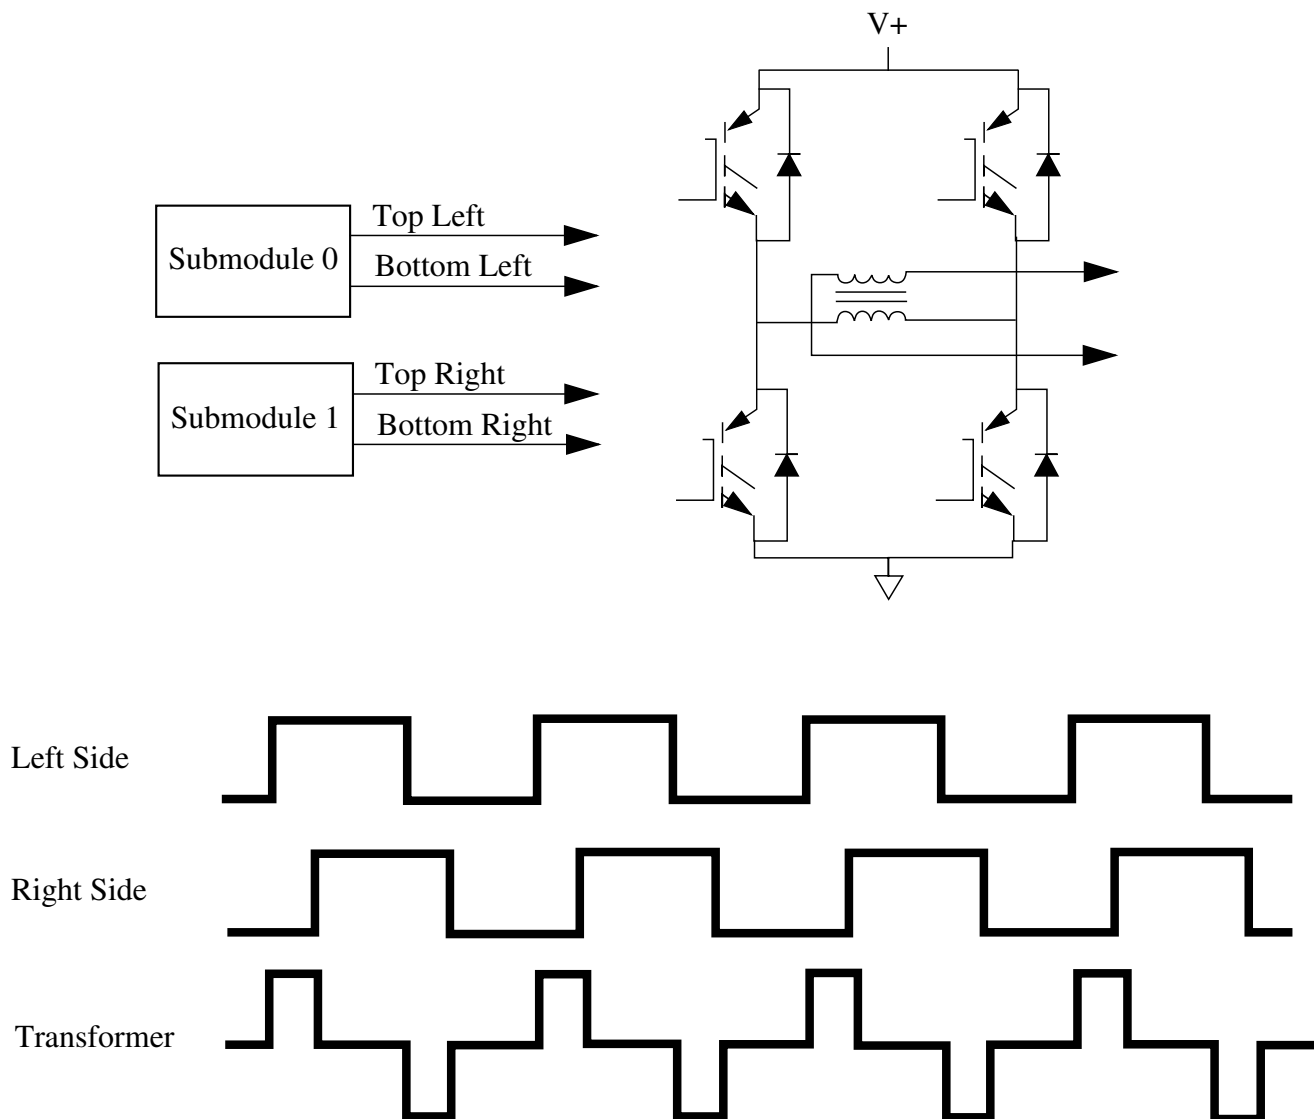 V+
Top Left
Submodule 0
Bottom Left
Top Right
Submodule 1
Bottom Right
Left Side
Right Side
Transformer